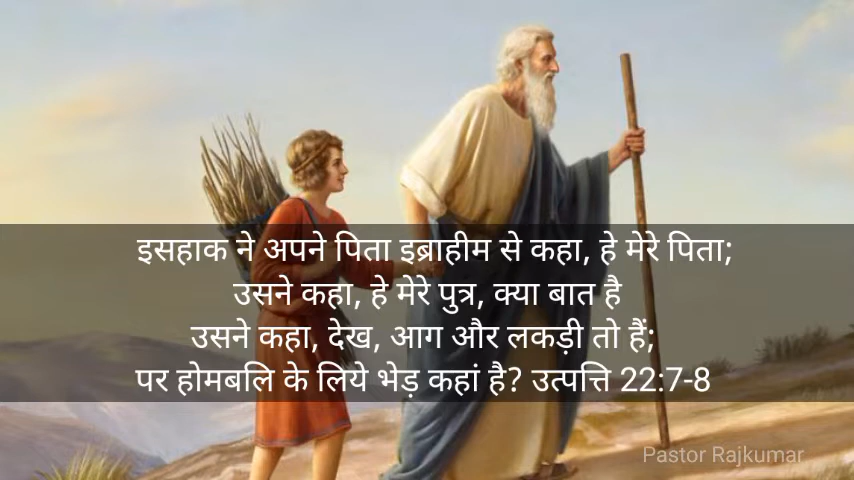 इसहाक ने अपने पिता इब्राहीम से कहा, हे मेरे पिता;
उसने कहा, हे मेरे पुत्र, क्या बात है
उसने कहा, देख, आग और लकड़ी तो हैं;
पर होमबलि के लिये भेड़ कहां है? उत्पत्ति 22:7-8
Pastor Rajkumar